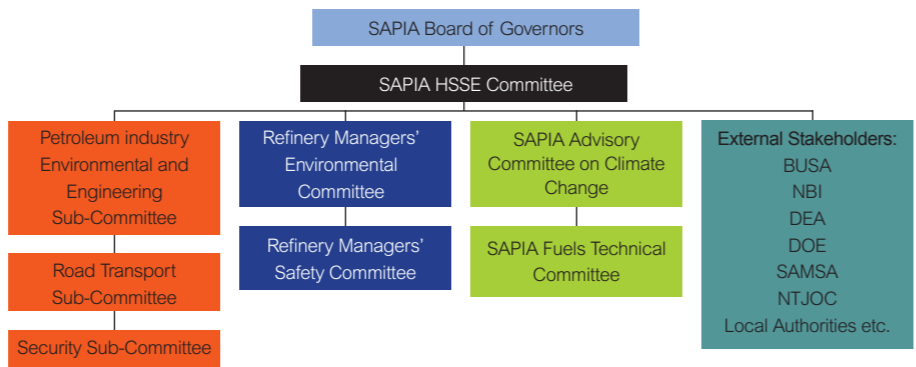 SAPIA Board of Governors
SAPIA HSSE Committee
Petroleum industry
Environmental and
Engineering
Sub-Committee
Road Transport
Sub-Committee
Security Sub-Committee
Refinery Managers'
Environmental
Committee
Refinery Managers'
Safety Committee
SAPIA Advisory
Committee on Climate
Change
SAPIA Fuels Technical
Committee
External Stakeholders:
BUSA
NBI
DEA
DOE
SAMSA
NTJOC
Local Authorities etc.